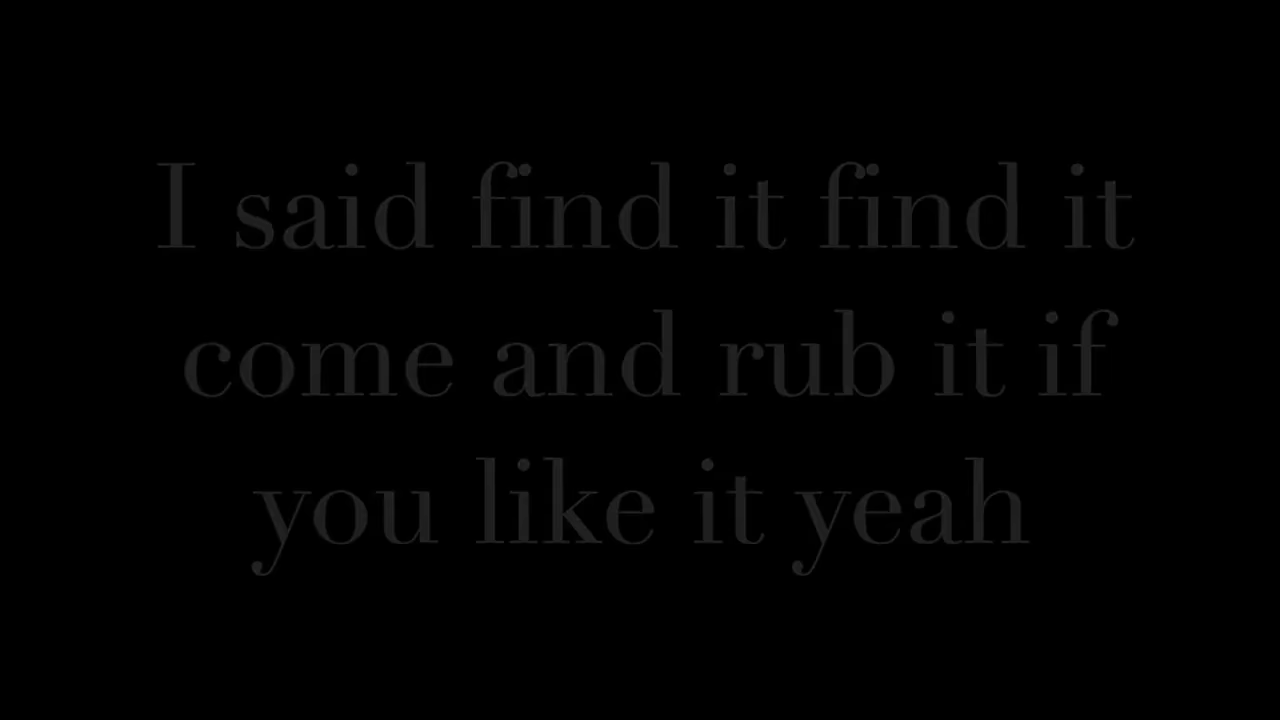 I said find it find it
come and rub it if
you like it yeah